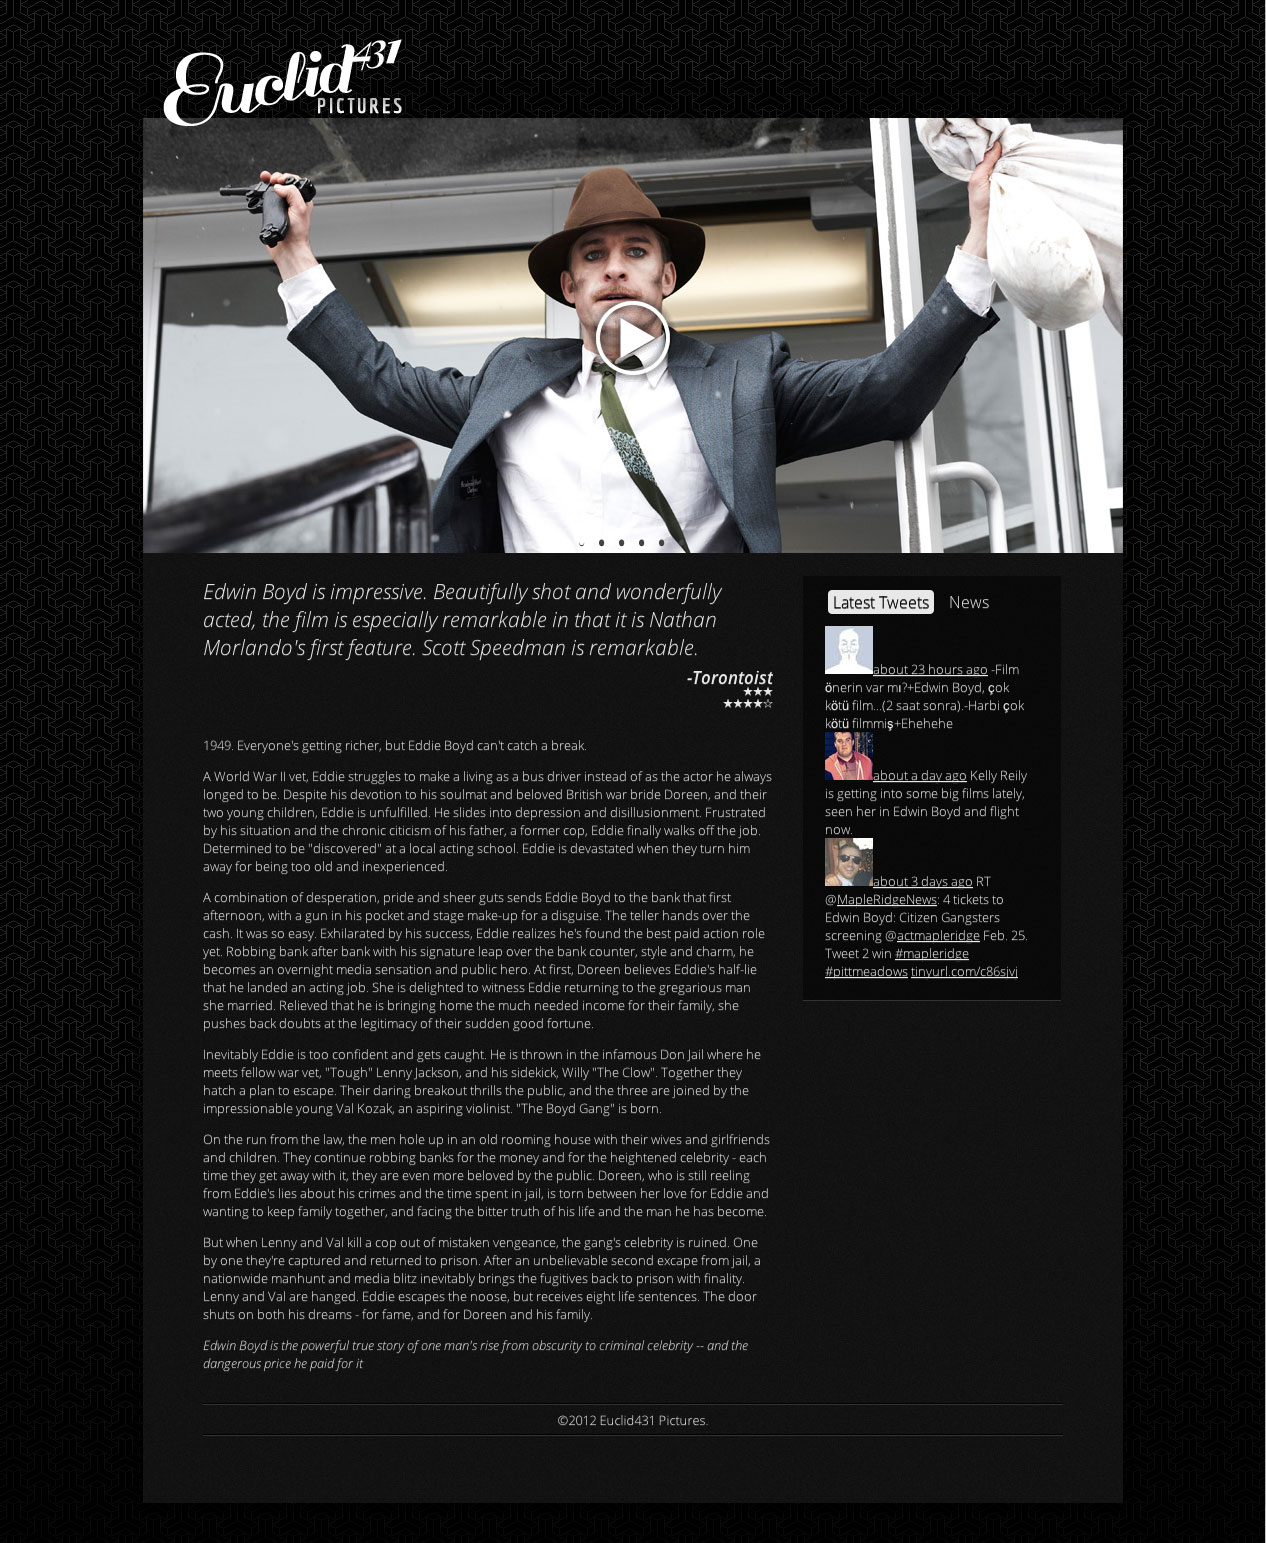 Euclid431
PICTURES
Edwin Boyd is impressive. Beautifully shot and wonderfully
acted, the film is especially remarkable in that it is Nathan
Morlando's first feature. Scott Speedman is remarkable.
-Torontoist
★★★
★★★★☆
1949. Everyone's getting richer, but Eddie Boyd can't catch a break.
A World War II vet, Eddie struggles to make a living as a bus driver instead of as the actor he always
longed to be. Despite his devotion to his soulmat and beloved British war bride Doreen, and their
two young children, Eddie is unfulfilled. He slides into depression and disillusionment. Frustrated
by his situation and the chronic citicism of his father, a former cop, Eddie finally walks off the job.
Determined to be "discovered" at a local acting school. Eddie is devastated when they turn him
away for being too old and inexperienced.
A combination of desperation, pride and sheer guts sends Eddie Boyd to the bank that first
afternoon, with a gun in his pocket and stage make-up for a disguise. The teller hands over the
cash. It was so easy. Exhilarated by his success, Eddie realizes he's found the best paid action role
yet. Robbing bank after bank with his signature leap over the bank counter, style and charm, he
becomes an overnight media sensation and public hero. At first, Doreen believes Eddie's half-lie
that he landed an acting job. She is delighted to witness Eddie returning to the gregarious man
she married. Relieved that he is bringing home the much needed income for their family, she
pushes back doubts at the legitimacy of their sudden good fortune.
Inevitably Eddie is too confident and gets caught. He is thrown in the infamous Don Jail where he
meets fellow war vet, "Tough" Lenny Jackson, and his sidekick, Willy "The Clow". Together they
hatch a plan to escape. Their daring breakout thrills the public, and the three are joined by the
impressionable young Val Kozak, an aspiring violinist. "The Boyd Gang" is born.
On the run from the law, the men hole up in an old rooming house with their wives and girlfriends
and children. They continue robbing banks for the money and for the heightened celebrity - each
time they get away with it, they are even more beloved by the public. Doreen, who is still reeling
from Eddie's lies about his crimes and the time spent in jail, is torn between her love for Eddie and
wanting to keep family together, and facing the bitter truth of his life and the man he has become.
But when Lenny and Val kill a cop out of mistaken vengeance, the gang's celebrity is ruined. One
by one they're captured and returned to prison. After an unbelievable second excape from jail, a
nationwide manhunt and media blitz inevitably brings the fugitives back to prison with finality.
Lenny and Val are hanged. Eddie escapes the noose, but receives eight life sentences. The door
shuts on both his dreams - for fame, and for Doreen and his family.
Edwin Boyd is the powerful true story of one man's rise from obscurity to criminal celebrity -- and the
dangerous price he paid for it
Latest Tweets News
about 23 hours ago -Film
önerin var mı?+Edwin Boyd, çok
kötü film...(2 saat sonra).-Harbi çok
kötü filmmiş+Ehehehe
about a day ago Kelly Reily
is getting into some big films lately,
seen her in Edwin Boyd and flight
now.
about 3 days ago RT
@MapleRidgeNews: 4 tickets to
Edwin Boyd: Citizen Gangsters
screening @actmapleridge Feb. 25.
Tweet 2 win #mapleridge
#pittmeadows tinyurl.com/c86sjvj
©2012 Euclid431 Pictures.